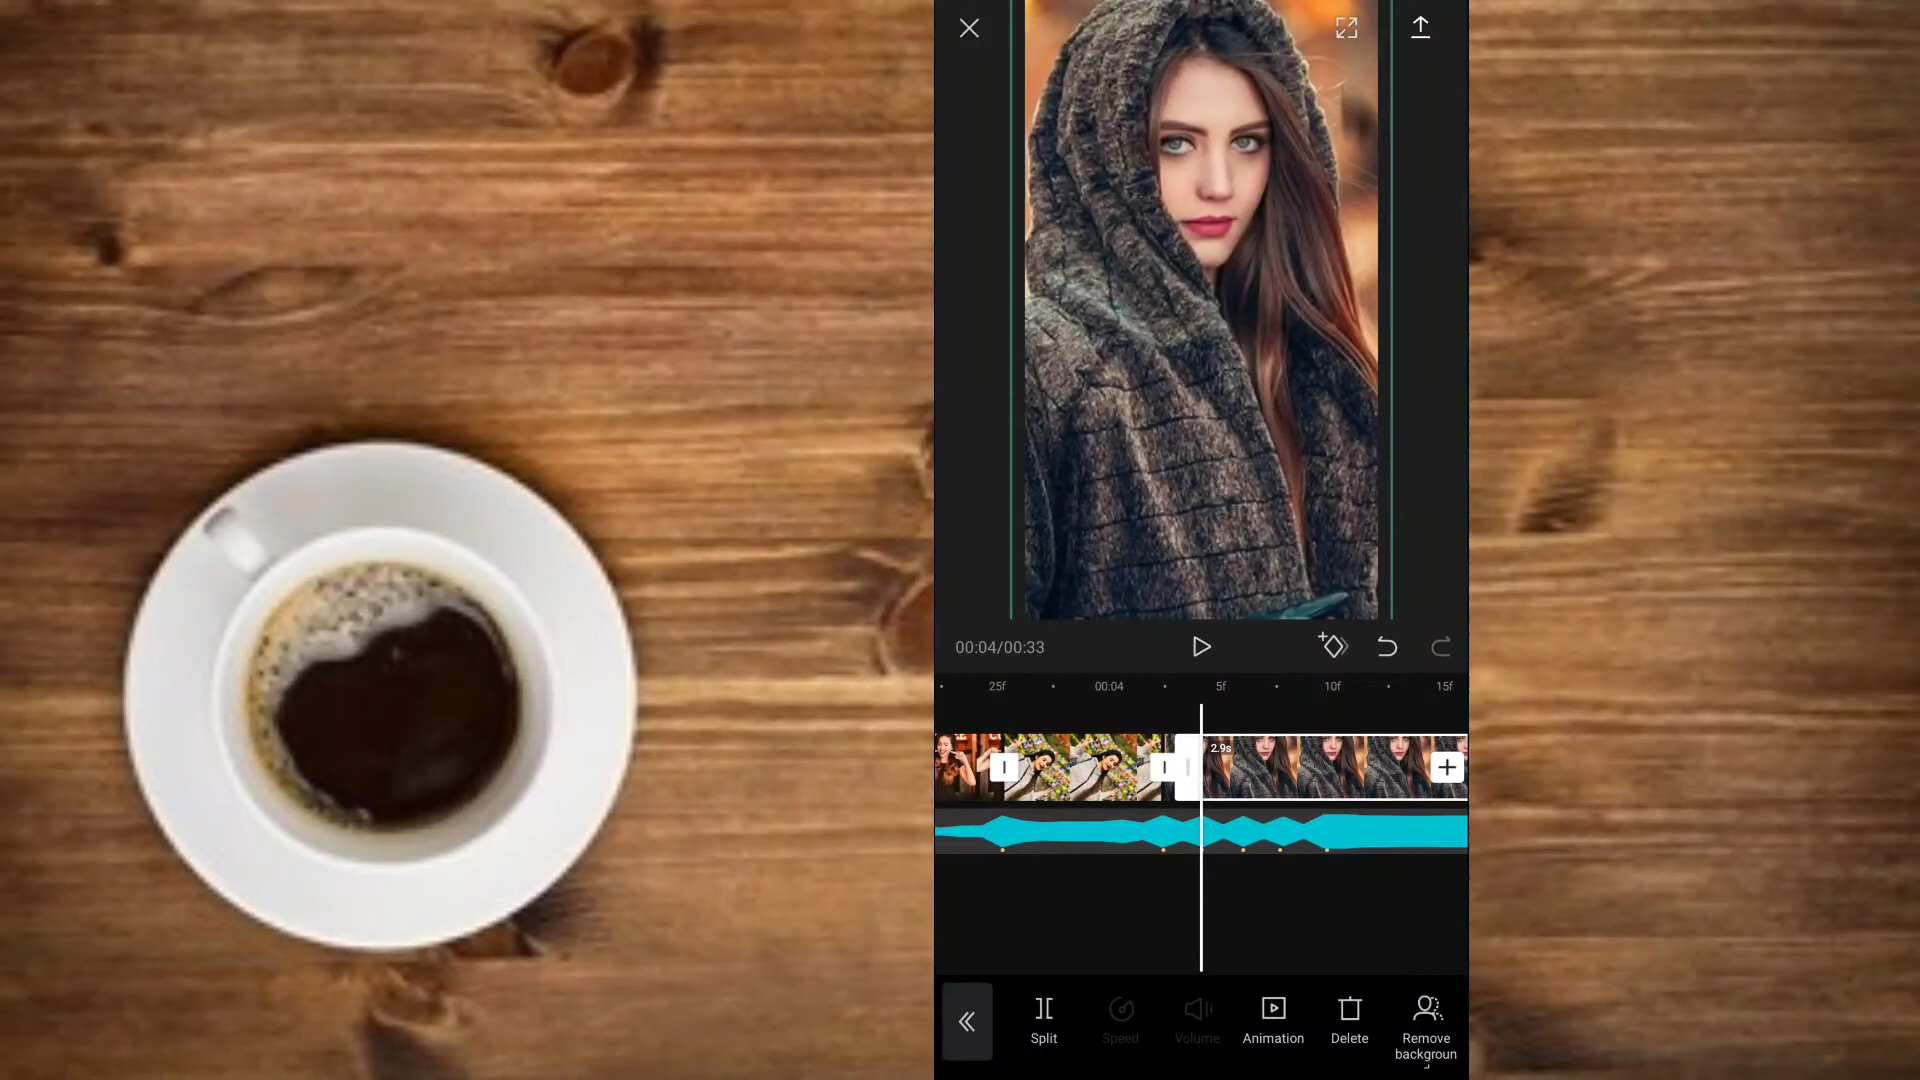 00:04/00:33
25f 00:04 5f 10f 15f
2.9s
Split Speed Volume Animation Delete Remove
backgroun